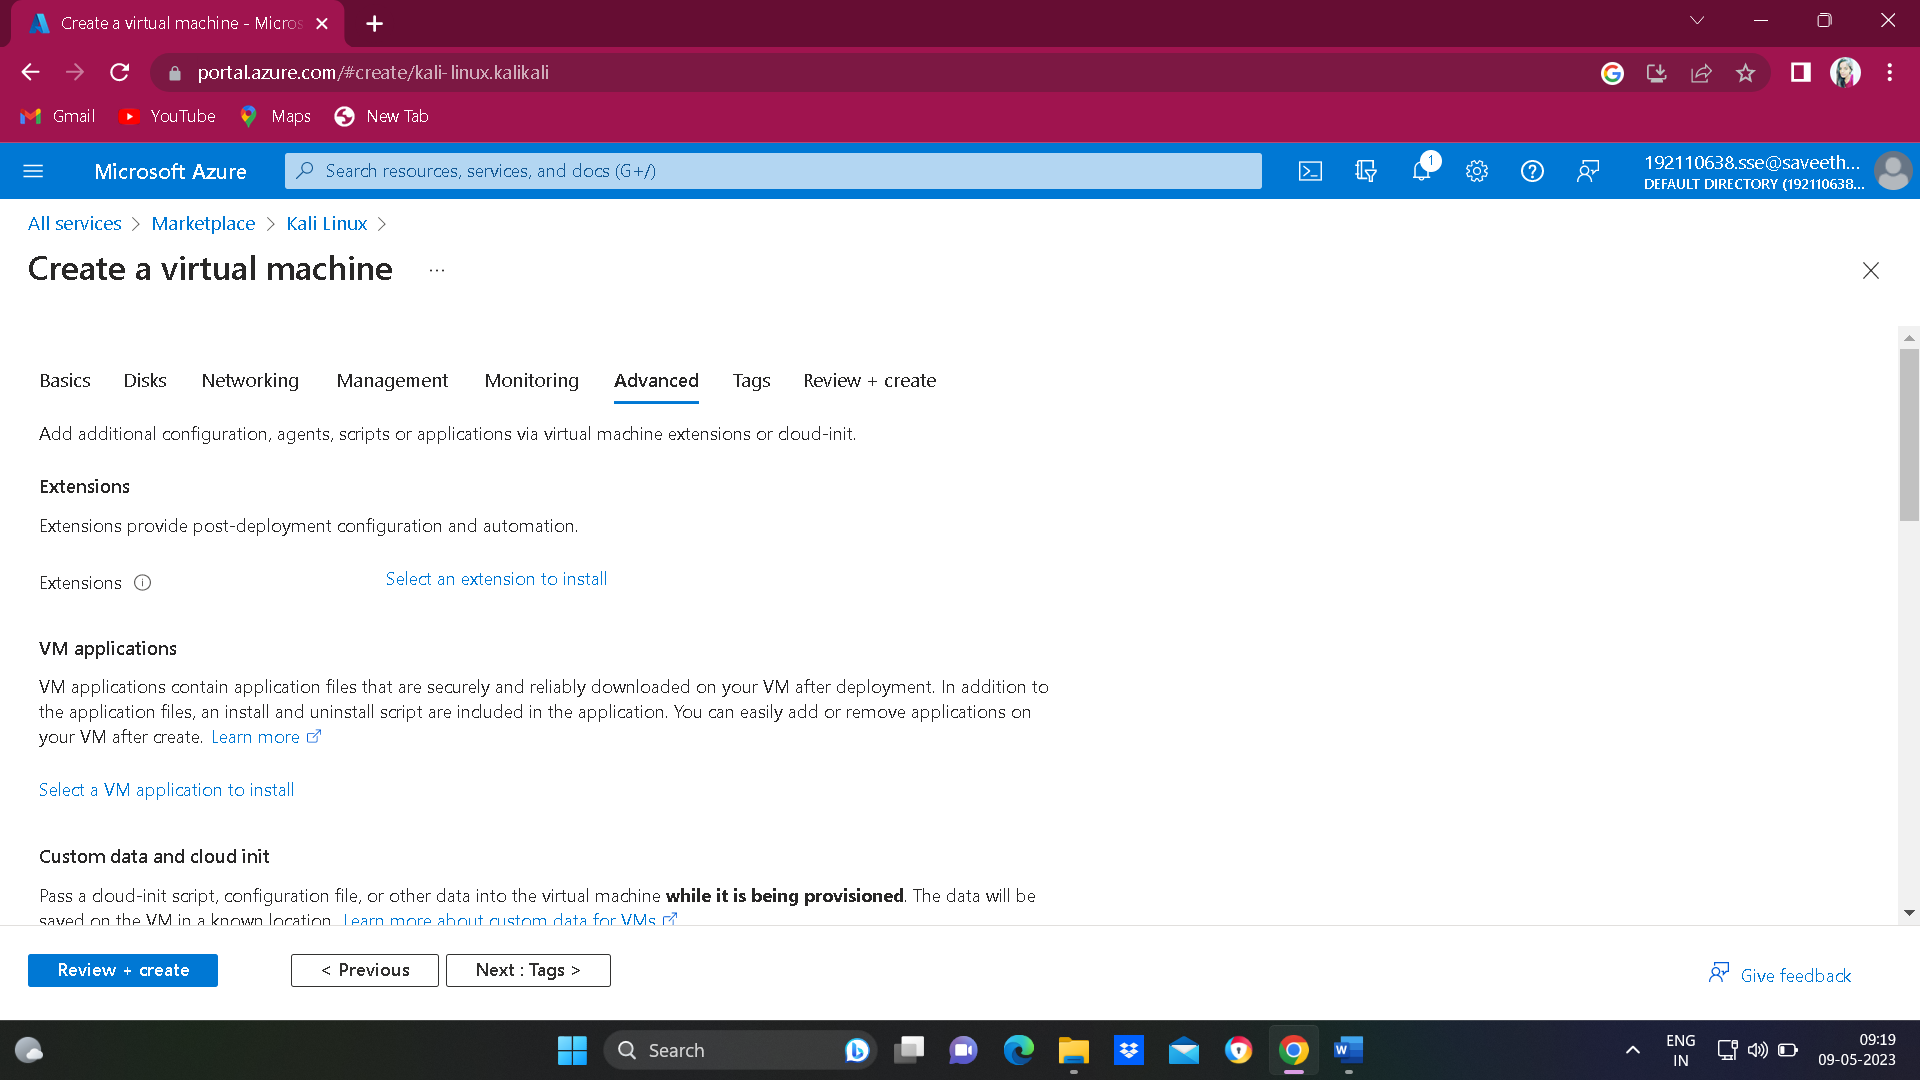 Create a virtual machine - Micros
portal.azure.com/#create/kali-linux.kalikali
Gmail
YouTube
Maps
New Tab
Microsoft Azure
Search resources, services, and docs (G+/)
1
192110638.sse@saveeth...
DEFAULT DIRECTORY (192110638...
All services > Marketplace > Kali Linux >
Create a virtual machine ...
Basics
Disks
Networking
Management
Monitoring
Advanced
Tags
Review + create
Add additional configuration, agents, scripts or applications via virtual machine extensions or cloud-init.
Extensions
Extensions provide post-deployment configuration and automation.
Extensions
Select an extension to install
VM applications
VM applications contain application files that are securely and reliably downloaded on your VM after deployment. In addition to
the application files, an install and uninstall script are included in the application. You can easily add or remove applications on
your VM after create. Learn more
Select a VM application to install
Custom data and cloud init
Pass a cloud-init script, configuration file, or other data into the virtual machine while it is being provisioned. The data will be
saved on the VM in a known location. Learn more about custom data for VMs
Review + create
< Previous
Next : Tags >
Give feedback
Search
ENG
IN
09:19
09-05-2023